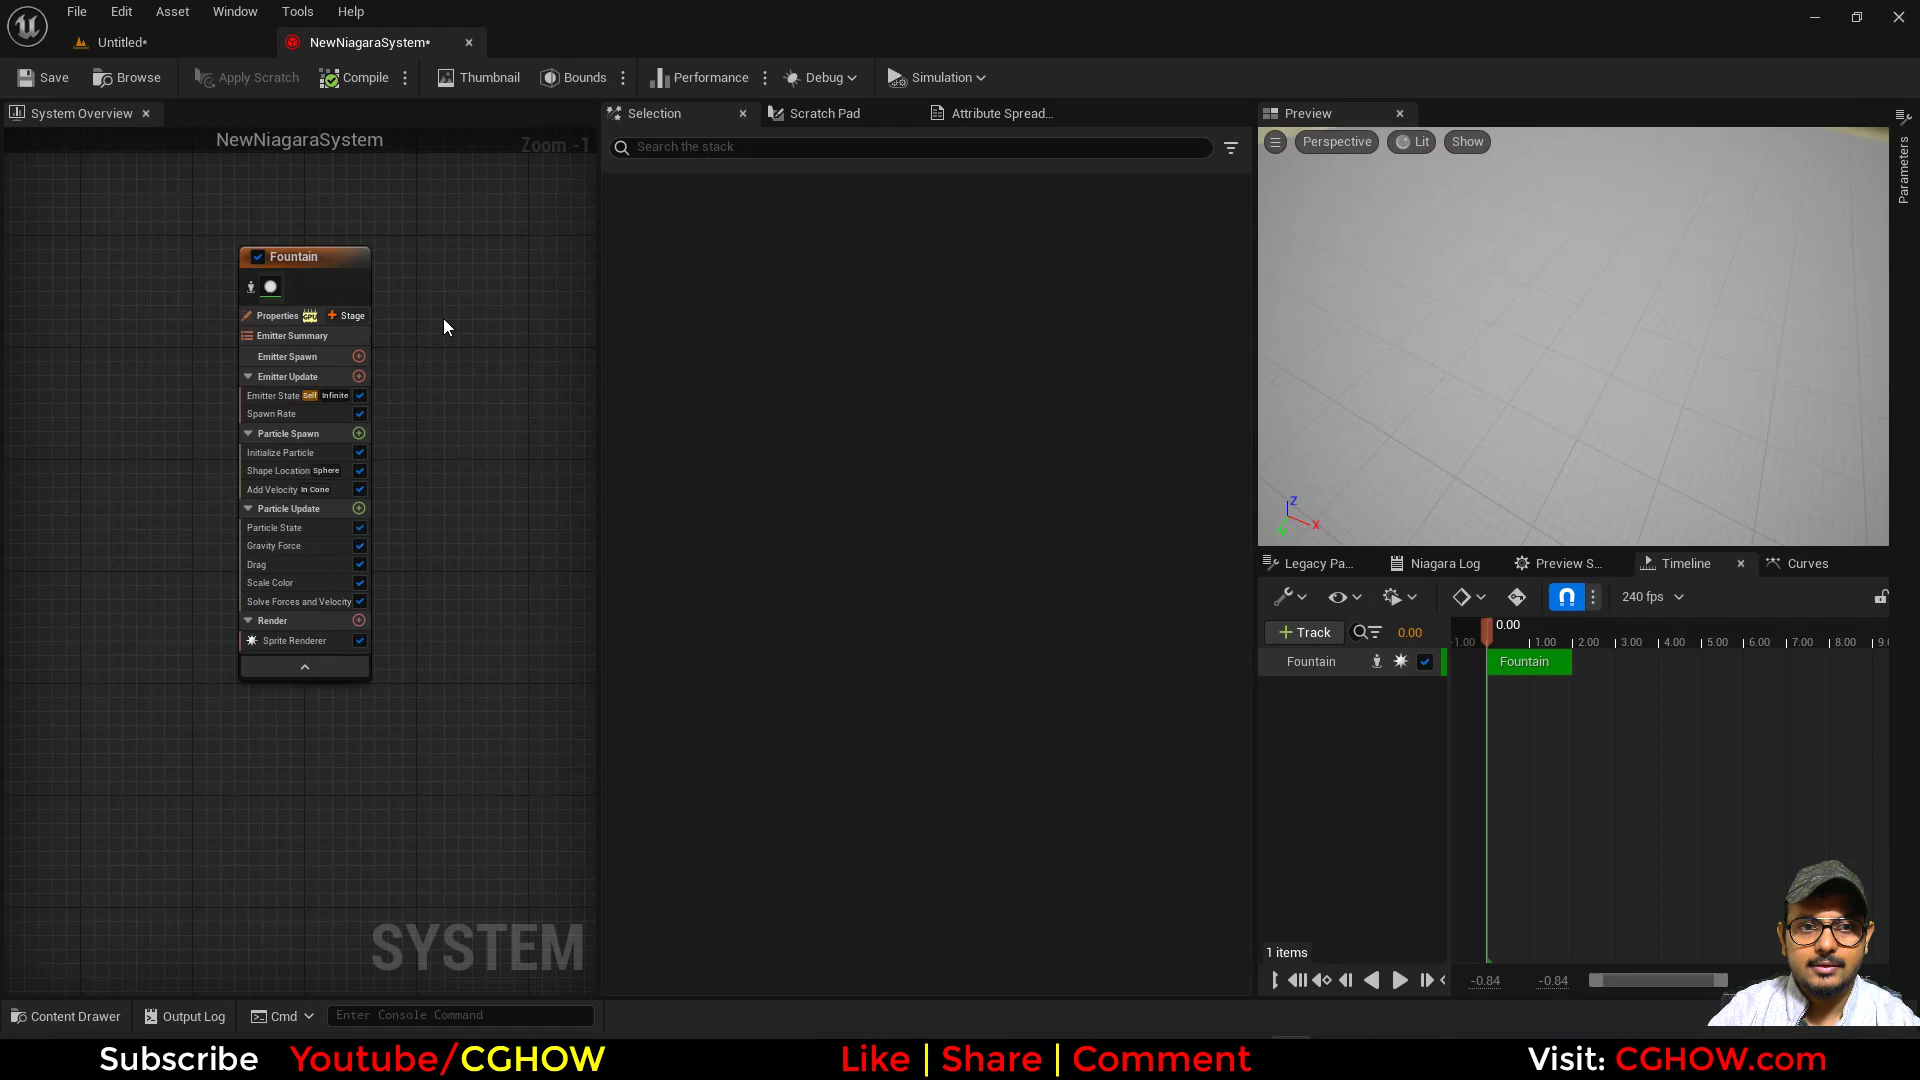 File Edit Asset Window Tools Help
Untitled* NewNiagaraSystem*
Save Browse Apply Scratch Compile Thumbnail Bounds Performance Debug Simulation
System Overview Selection Scratch Pad Attribute Spread... Preview
NewNiagaraSystem Zoom -1
Search the stack
Perspective Lit Show
Parameters
Fountain
Properties GPU Stage
Emitter Summary
Emitter Spawn
Emitter Update
Emitter State Self Infinite
Spawn Rate
Particle Spawn
Initialize Particle
Shape Location Sphere
Add Velocity In Cone
Particle Update
Particle State
Gravity Force
Drag
Scale Color
Solve Forces and Velocity
Render
Sprite Renderer
SYSTEM
Z
X
Legacy Pa... Niagara Log Preview S... Timeline Curves
240 fps
+ Track 0.00 0.00
-1.00 1.00 2.00 3.00 4.00 5.00 6.00 7.00 8.00 9.0
Fountain Fountain
1 items
-0.84 -0.84
Content Drawer Output Log Cmd Enter Console Command
Subscribe Youtube/CGHOW Like | Share | Comment Visit: CGHOW.com